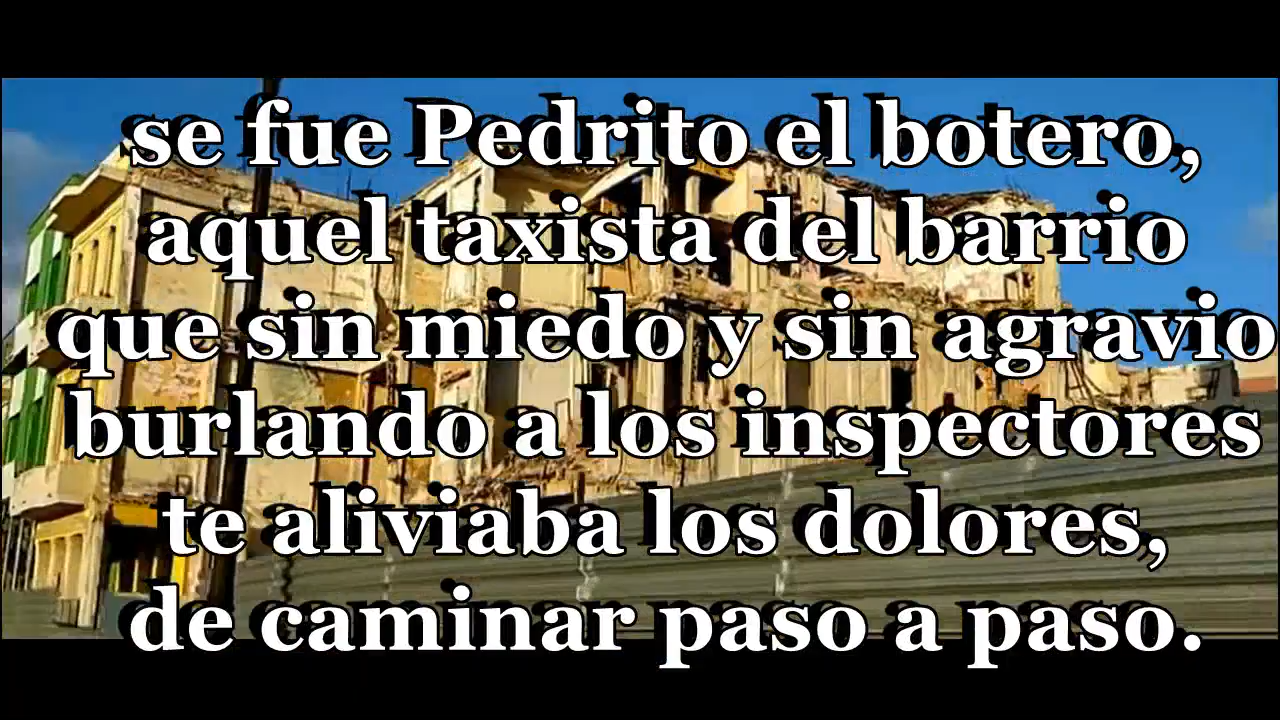 se fue Pedrito el botero,
aquel taxista del barrio
que sin miedo y sin agravio
burlando a los inspectores
te aliviaba los dolores,
de caminar paso a paso.